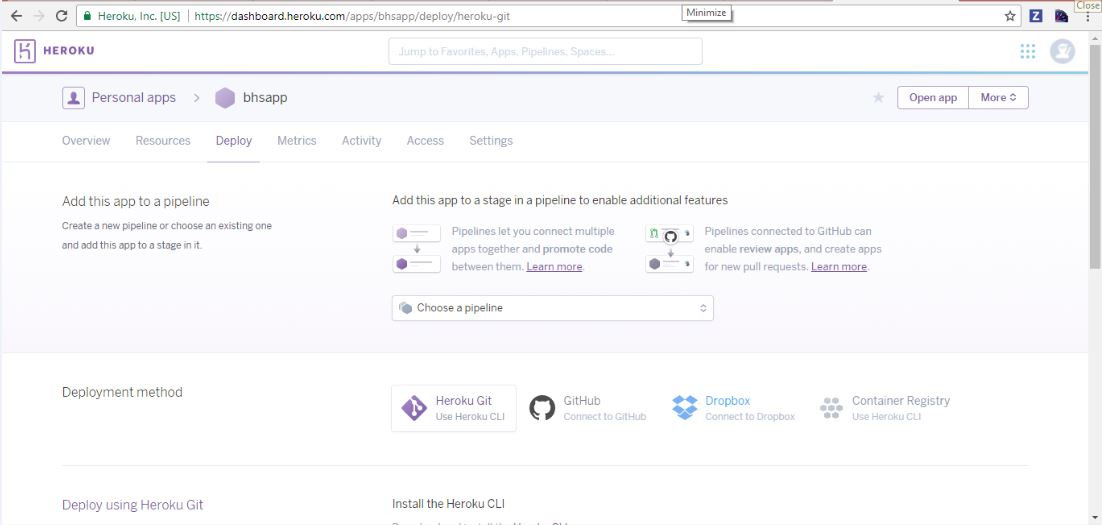 Minimize
Close
Heroku, Inc. [US] | https://dashboard.heroku.com/apps/bhsapp/deploy/heroku-git
HEROKU
Jump to Favorites, Apps, Pipelines, Spaces...
Personal apps > bhsapp
Open app
More
Overview
Resources
Deploy
Metrics
Activity
Access
Settings
Add this app to a pipeline
Create a new pipeline or choose an existing one
and add this app to a stage in it.
Add this app to a stage in a pipeline to enable additional features
Pipelines let you connect multiple
apps together and promote code
between them. Learn more.
Pipelines connected to GitHub can
enable review apps, and create apps
for new pull requests. Learn more.
Choose a pipeline
Deployment method
Heroku Git
Use Heroku CLI
GitHub
Connect to GitHub
Dropbox
Connect to Dropbox
Container Registry
Use Heroku CLI
Deploy using Heroku Git
Install the Heroku CLI